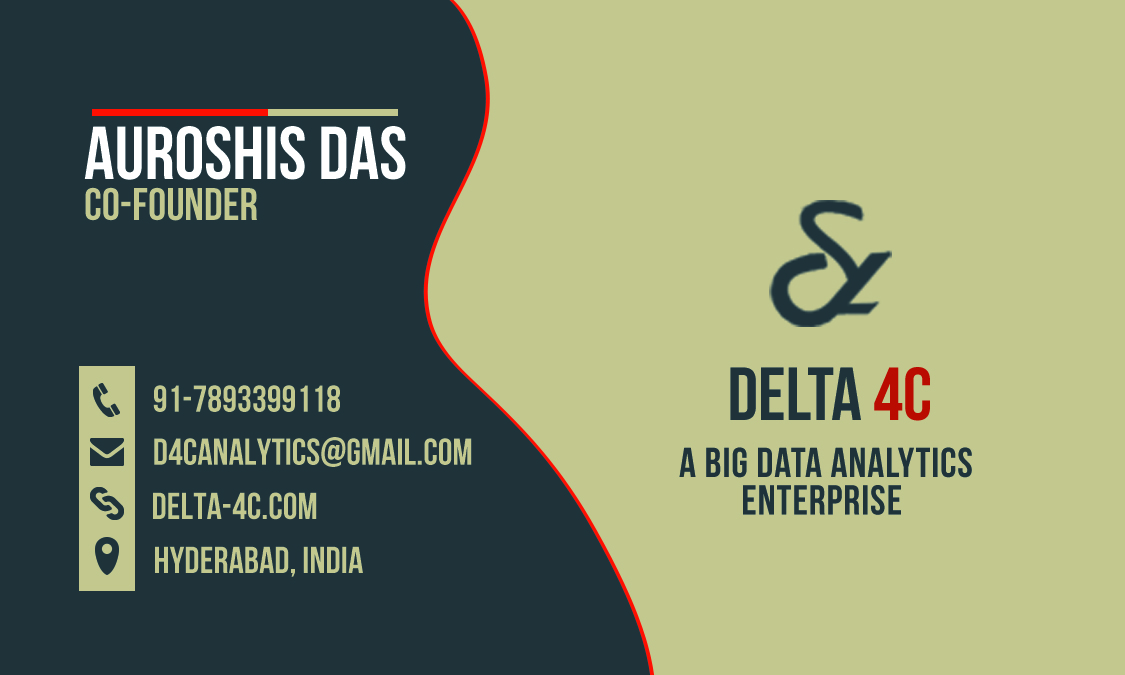 AUROSHIS DAS
CO-FOUNDER
91-7893399118
D4CANALYTICS@GMAIL.COM
DELTA-4C.COM
HYDERABAD, INDIA
DELTA 4C
A BIG DATA ANALYTICS
ENTERPRISE